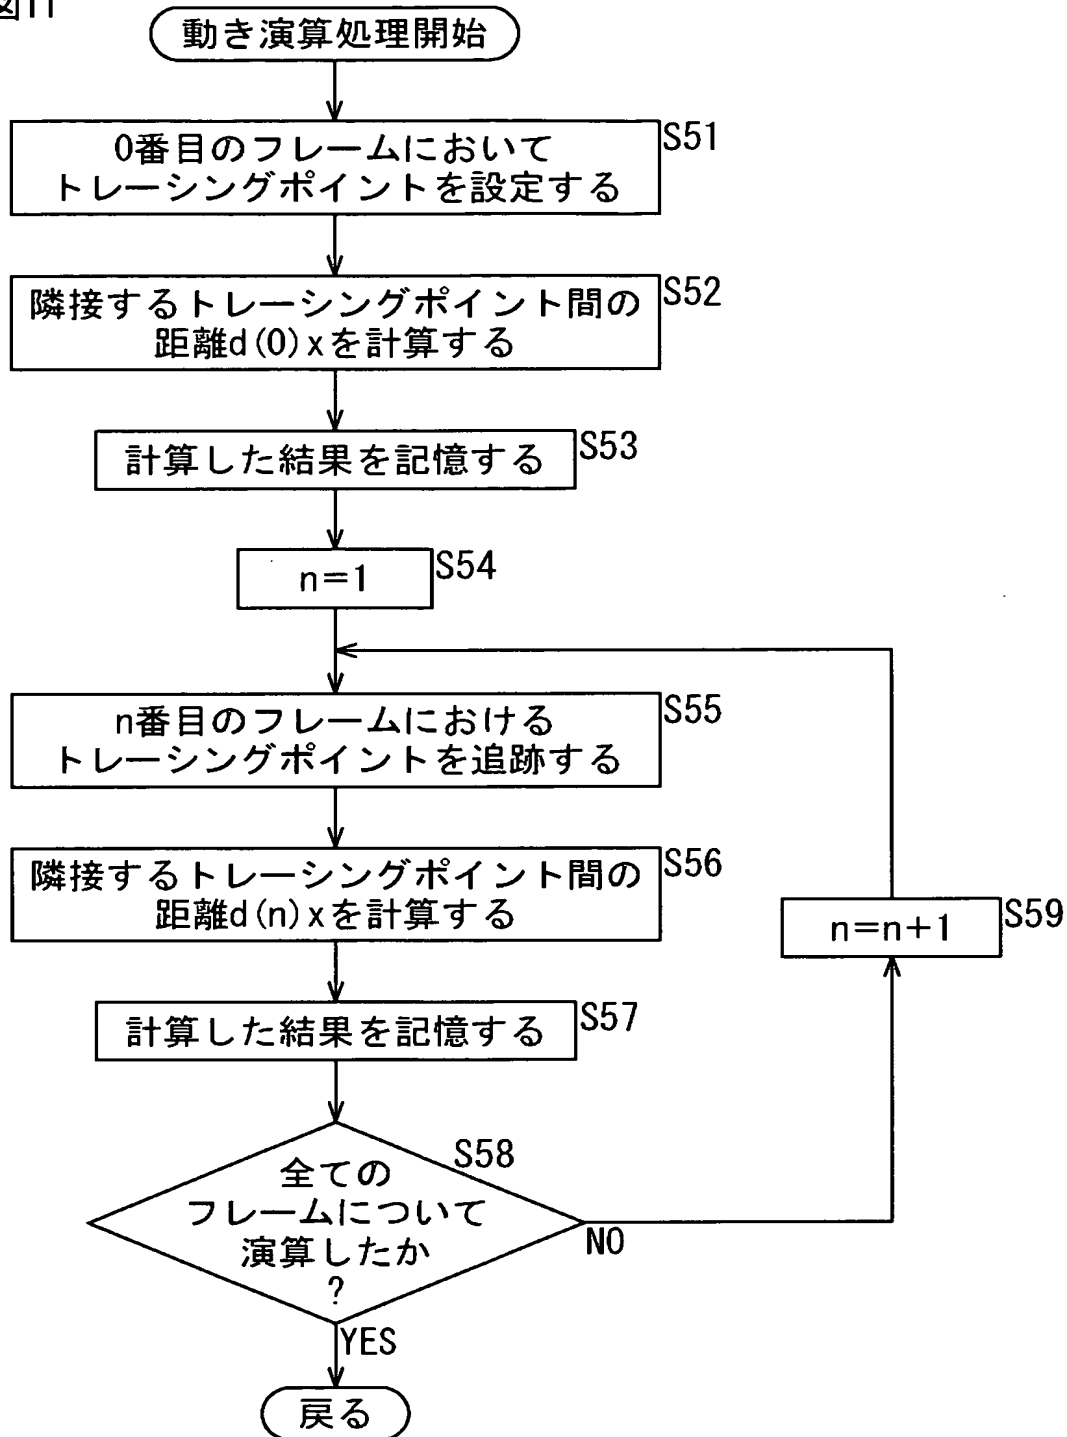 図11
動き演算処理開始
0番目のフレームにおいて
トレーシングポイントを設定する
S51
隣接するトレーシングポイント間の
距離d(0)xを計算する
S52
計算した結果を記憶する
S53
n=1
S54
n番目のフレームにおける
トレーシングポイントを追跡する
S55
隣接するトレーシングポイント間の
距離d(n)xを計算する
S56
計算した結果を記憶する
S57
全ての
フレームについて
演算したか
?
S58
NO
n=n+1
S59
YES
戻る